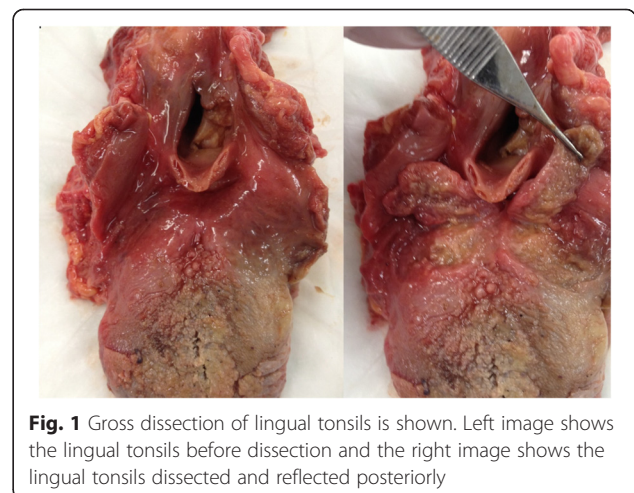 Fig. 1 Gross dissection of lingual tonsils is shown. Left image shows
the lingual tonsils before dissection and the right image shows the
lingual tonsils dissected and reflected posteriorly